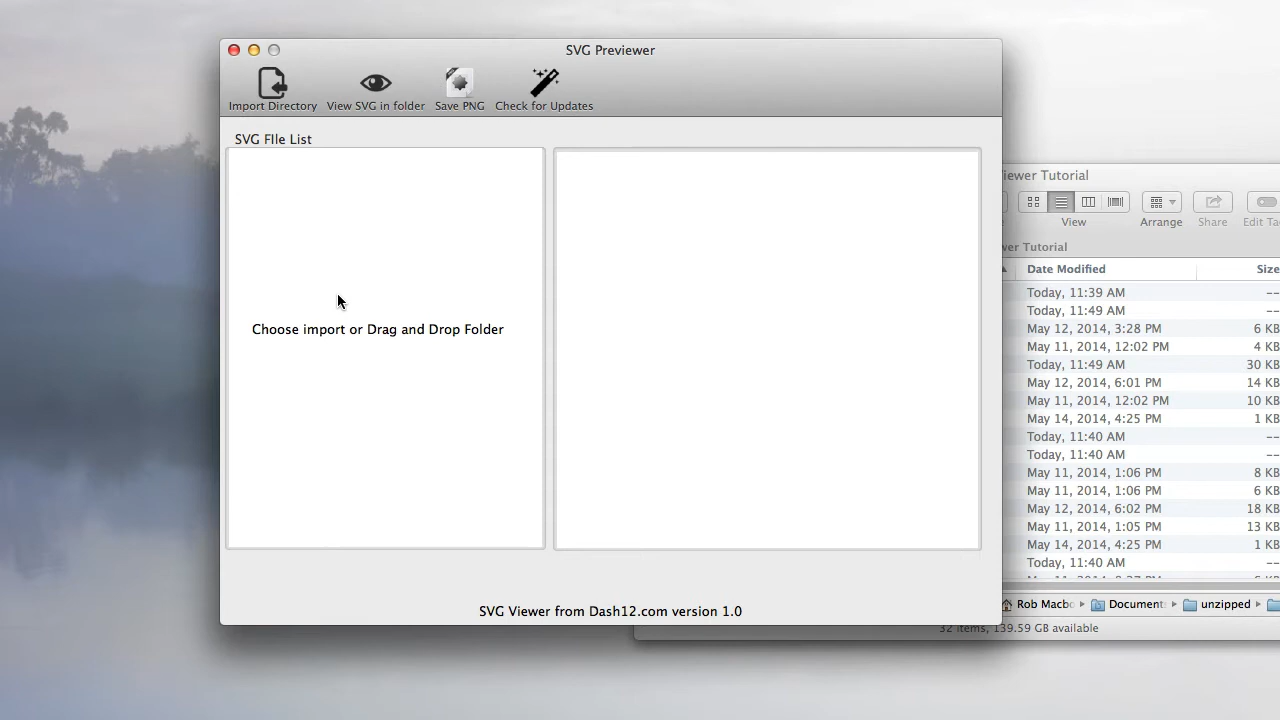 SVG Previewer
Import Directory
View SVG in folder
Save PNG
Check for Updates
SVG FIle List
Choose import or Drag and Drop Folder
SVG Viewer from Dash12.com version 1.0
iewer Tutorial
View
Arrange
Share
Edit Ta
wer Tutorial
Date Modified
Size
Today, 11:39 AM --
Today, 11:49 AM --
May 12, 2014, 3:28 PM 6 KB
May 11, 2014, 12:02 PM 4 KB
Today, 11:49 AM 30 KB
May 12, 2014, 6:01 PM 14 KB
May 11, 2014, 12:02 PM 10 KB
May 14, 2014, 4:25 PM 1 KB
Today, 11:40 AM --
Today, 11:40 AM --
May 11, 2014, 1:06 PM 8 KB
May 11, 2014, 1:06 PM 6 KB
May 12, 2014, 6:02 PM 18 KB
May 11, 2014, 1:05 PM 13 KB
May 14, 2014, 4:25 PM 1 KB
Today, 11:40 AM --
Rob Macbo
Document
unzipped
32 items, 139.59 GB available